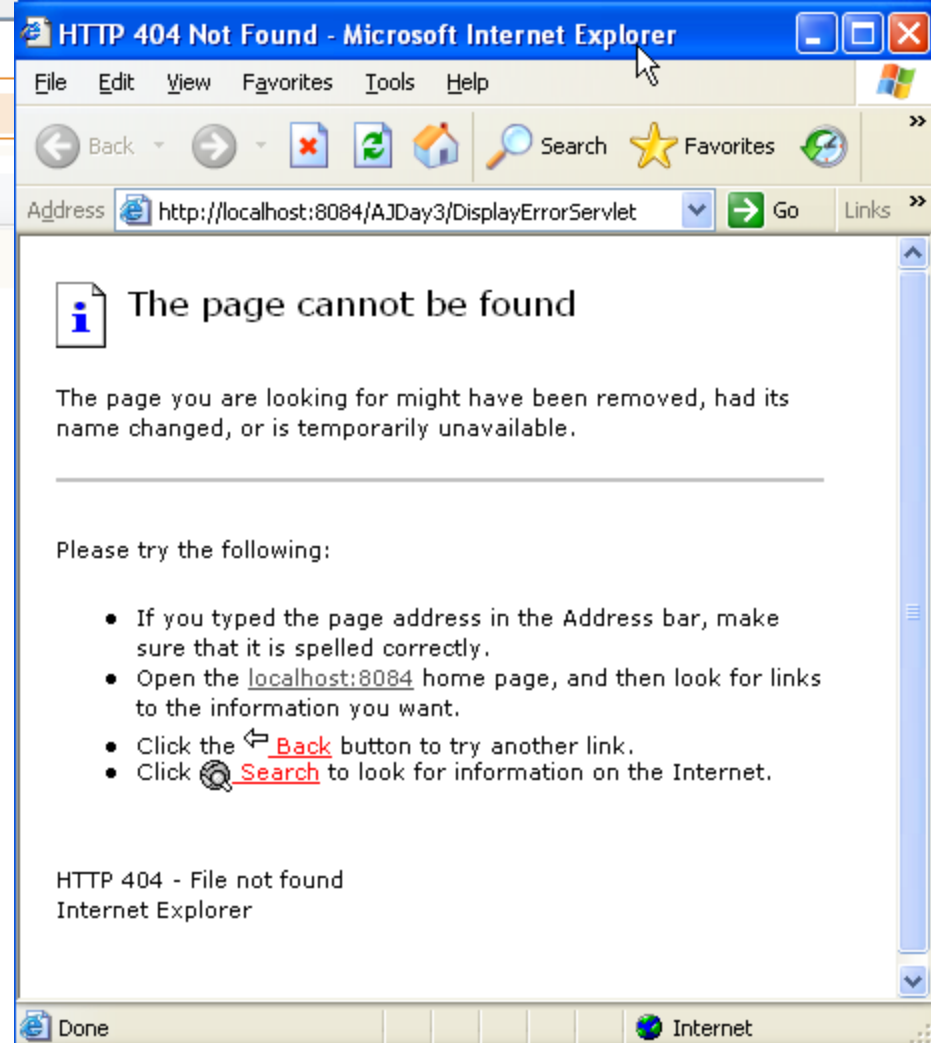 HTTP 404 Not Found - Microsoft Internet Explorer
File Edit View Favorites Tools Help
Back Search Favorites »
Address http://localhost:8084/AJDay3/DisplayErrorServlet Go Links »
The page cannot be found
The page you are looking for might have been removed, had its
name changed, or is temporarily unavailable.
Please try the following:
● If you typed the page address in the Address bar, make
sure that it is spelled correctly.
● Open the localhost:8084 home page, and then look for links
to the information you want.
● Click the Back button to try another link.
● Click Search to look for information on the Internet.
HTTP 404 - File not found
Internet Explorer
Done Internet